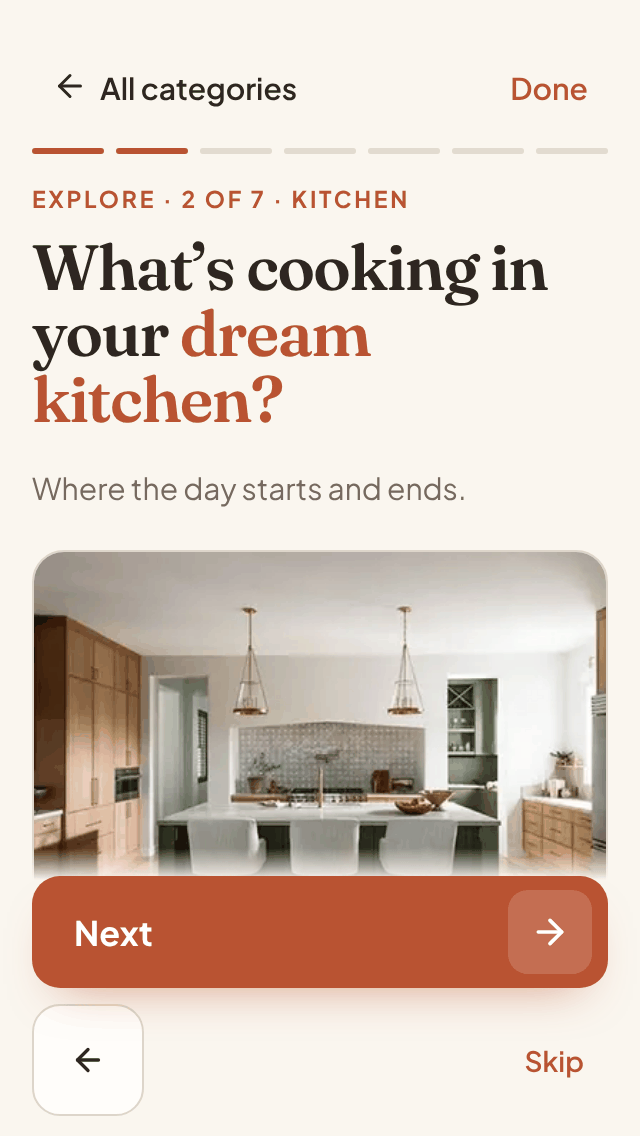 All categories
Done
EXPLORE · 2 OF 7 · KITCHEN
What’s cooking in
your dream
kitchen?
Where the day starts and ends.
Next
Skip